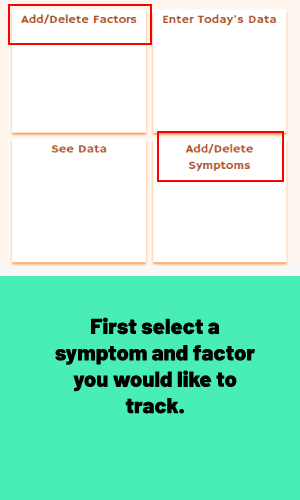 Add/Delete Factors
Enter Today's Data
See Data
Add/Delete
Symptoms
First select a
symptom and factor
you would like to
track.